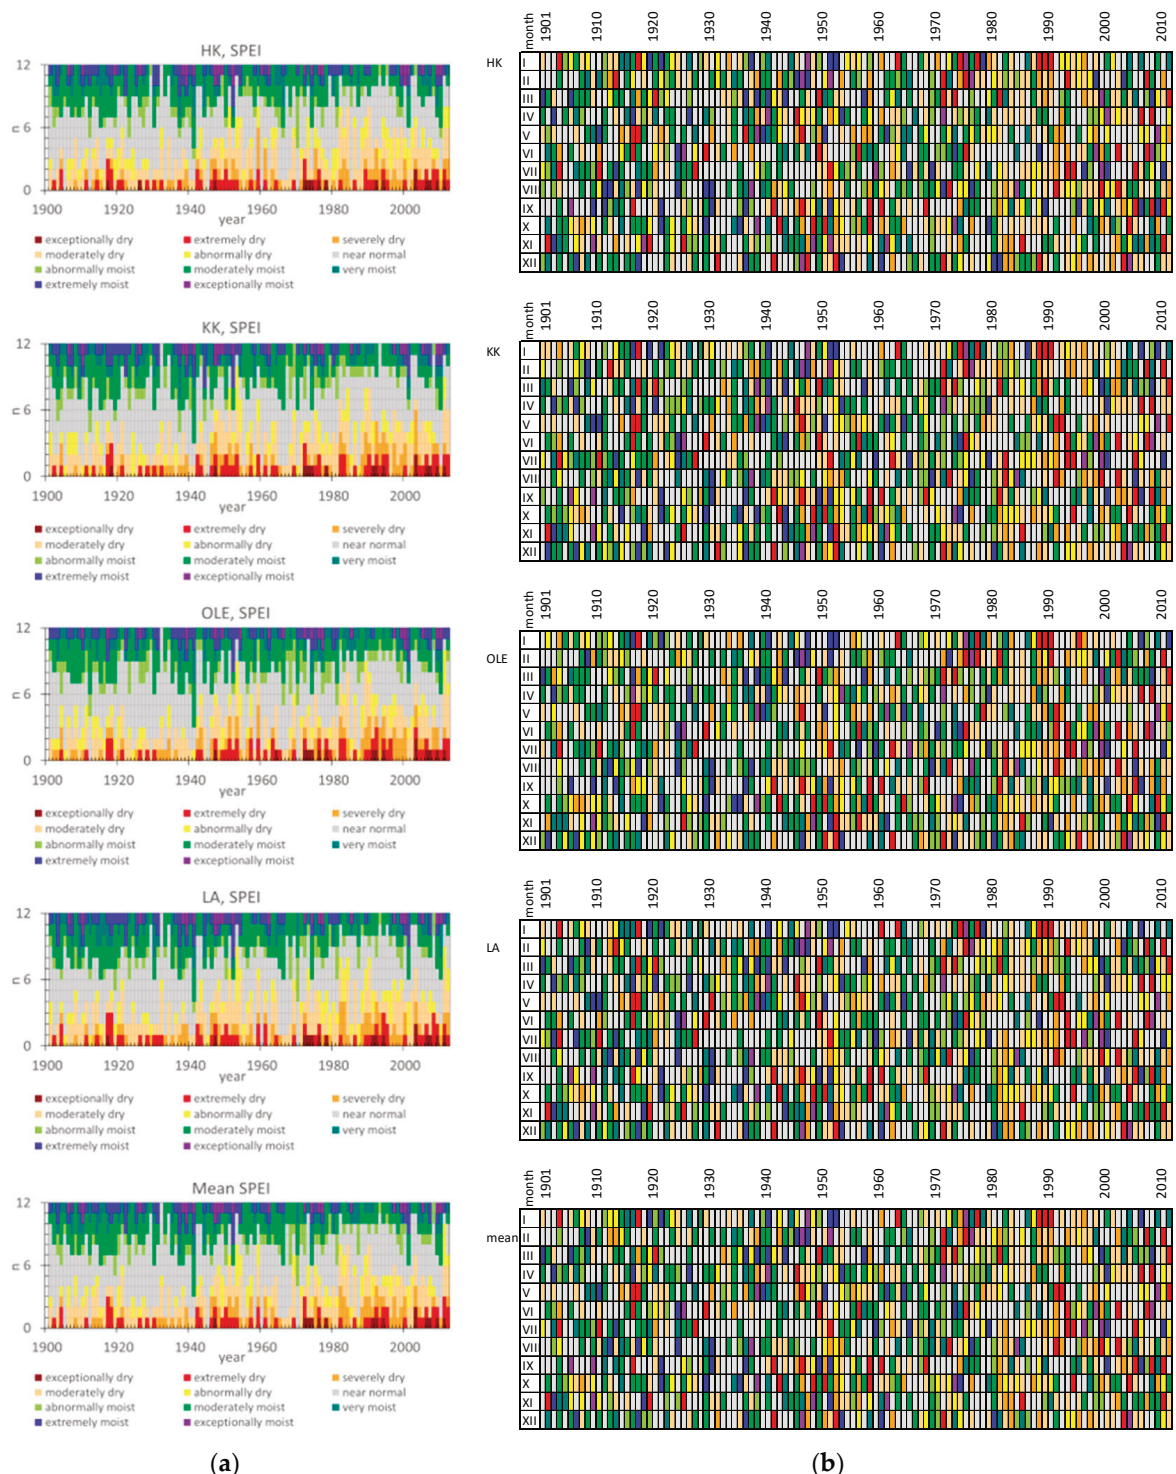 HK, SPEI
12
6
0
n
1900 1920 1940 1960 1980 2000
year
exceptionally dry extremely dry severely dry
moderately dry abnormally dry near normal
abnormally moist moderately moist very moist
extremely moist exceptionally moist
KK, SPEI
12
6
0
n
1900 1920 1940 1960 1980 2000
year
exceptionally dry extremely dry severely dry
moderately dry abnormally dry near normal
abnormally moist moderately moist very moist
extremely moist exceptionally moist
OLE, SPEI
12
6
0
n
1900 1920 1940 1960 1980 2000
year
exceptionally dry extremely dry severely dry
moderately dry abnormally dry near normal
abnormally moist moderately moist very moist
extremely moist exceptionally moist
LA, SPEI
12
6
0
n
1900 1920 1940 1960 1980 2000
year
exceptionally dry extremely dry severely dry
moderately dry abnormally dry near normal
abnormally moist moderately moist very moist
extremely moist exceptionally moist
Mean SPEI
12
6
0
n
1900 1920 1940 1960 1980 2000
year
exceptionally dry extremely dry severely dry
moderately dry abnormally dry near normal
abnormally moist moderately moist very moist
extremely moist exceptionally moist
(a)
month 1901 1910 1920 1930 1940 1950 1960 1970 1980 1990 2000 2010
HK
I
II
III
IV
V
VI
VII
VIII
IX
X
XI
XII
month 1901 1910 1920 1930 1940 1950 1960 1970 1980 1990 2000 2010
KK
I
II
III
IV
V
VI
VII
VIII
IX
X
XI
XII
month 1901 1910 1920 1930 1940 1950 1960 1970 1980 1990 2000 2010
OLE
I
II
III
IV
V
VI
VII
VIII
IX
X
XI
XII
month 1901 1910 1920 1930 1940 1950 1960 1970 1980 1990 2000 2010
LA
I
II
III
IV
V
VI
VII
VIII
IX
X
XI
XII
month 1901 1910 1920 1930 1940 1950 1960 1970 1980 1990 2000 2010
mean
I
II
III
IV
V
VI
VII
VIII
IX
X
XI
XII
(b)